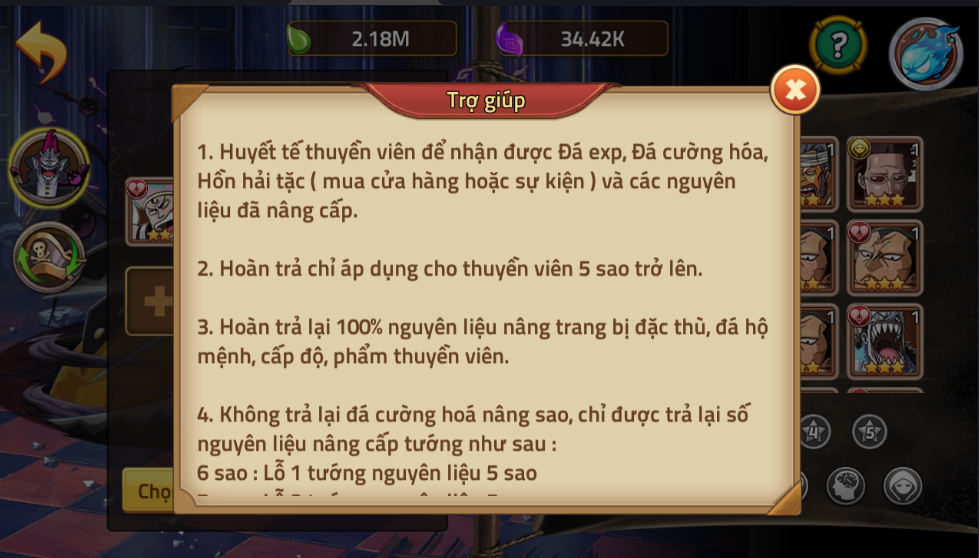 2.18M
34.42K
?
Trợ giúp
1. Huyết tế thuyền viên để nhận được Đá exp, Đá cường hóa,
Hồn hải tặc ( mua cửa hàng hoặc sự kiện ) và các nguyên
liệu đã nâng cấp.
2. Hoàn trả chỉ áp dụng cho thuyền viên 5 sao trở lên.
3. Hoàn trả lại 100% nguyên liệu nâng trang bị đặc thù, đá hộ
mệnh, cấp độ, phẩm thuyền viên.
4. Không trả lại đá cường hoá nâng sao, chỉ được trả lại số
nguyên liệu nâng cấp tướng như sau :
6 sao : Lỗ 1 tướng nguyên liệu 5 sao
Chọ
1
1
1
1
1
1
4
5